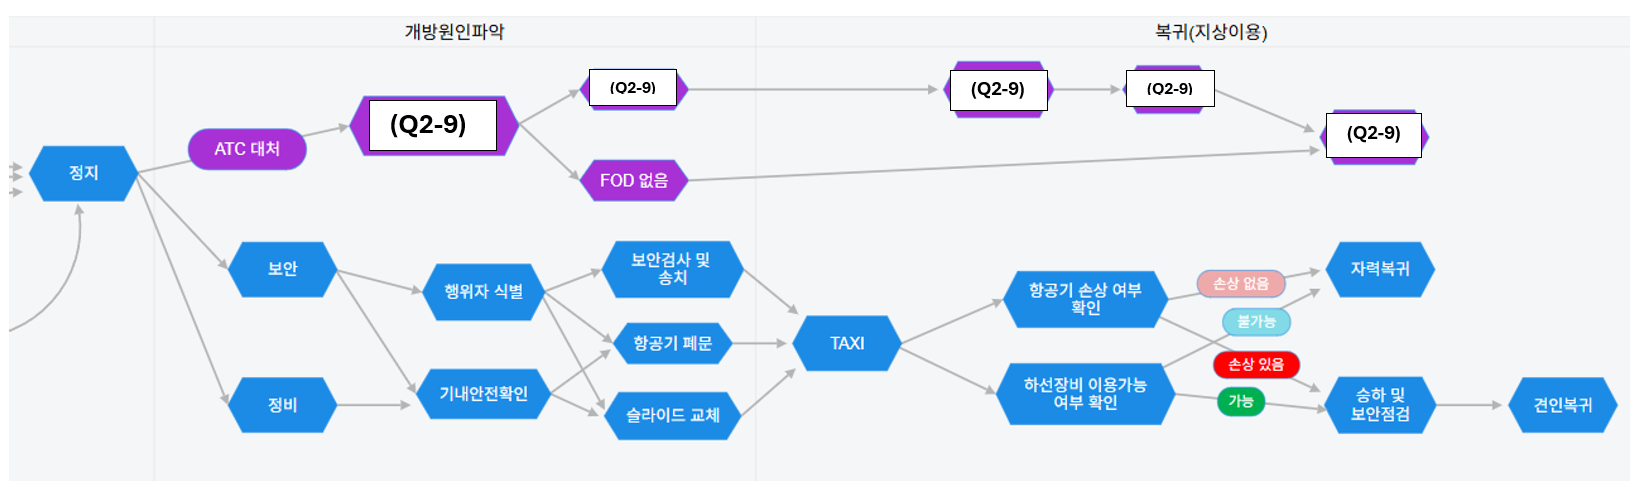 개방원인파악
복귀(지상이용)
(Q2-9)
(Q2-9)
(Q2-9)
(Q2-9)
(Q2-9)
ATC 대처
정지
FOD 없음
보안
행위자 식별
보안검사 및
송치
항공기 폐문
정비
기내안전확인
슬라이드 교체
TAXI
항공기 손상 여부
확인
손상 없음
자력복귀
불가능
하선장비 이용가능
여부 확인
손상 있음
가능
승하 및
보안점검
견인복귀